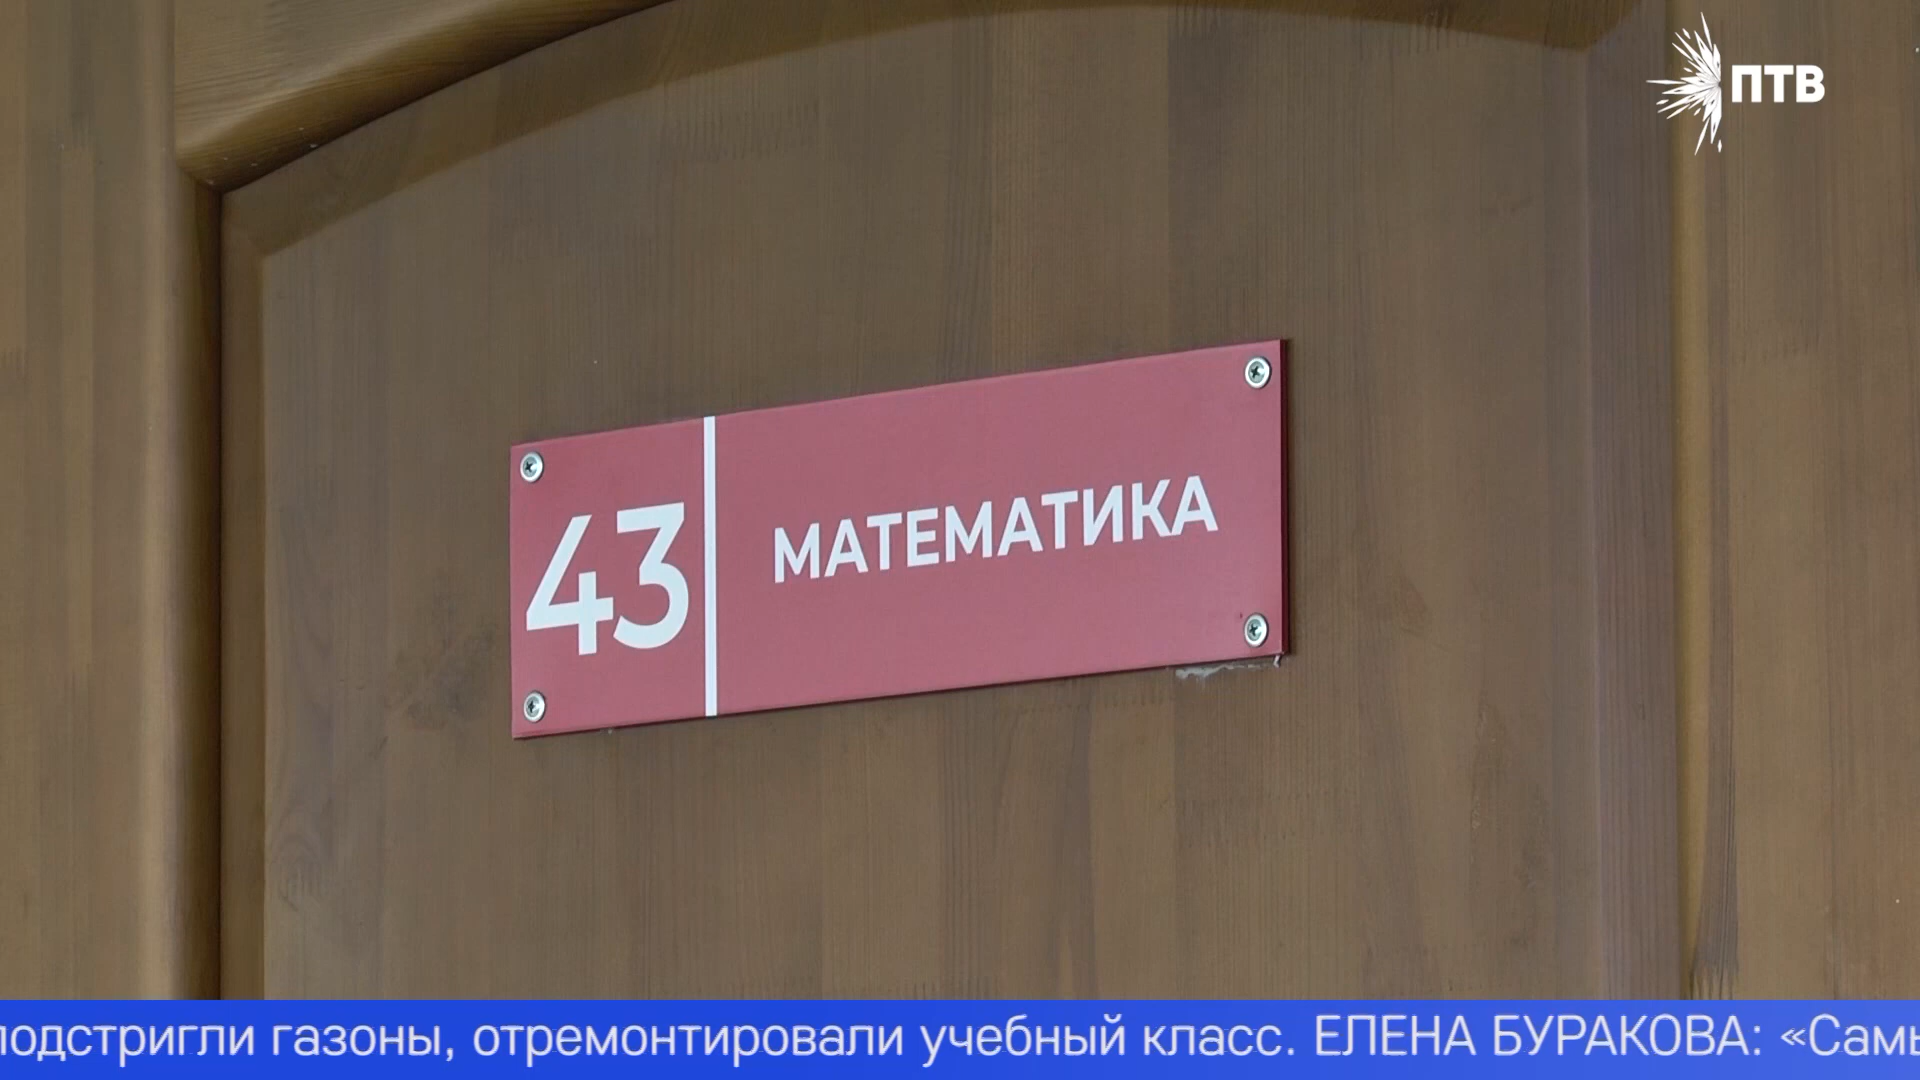 ПТВ
43
МАТЕМАТИКА
подстригли газоны, отремонтировали учебный класс. ЕЛЕНА БУРАКОВА: «Самы